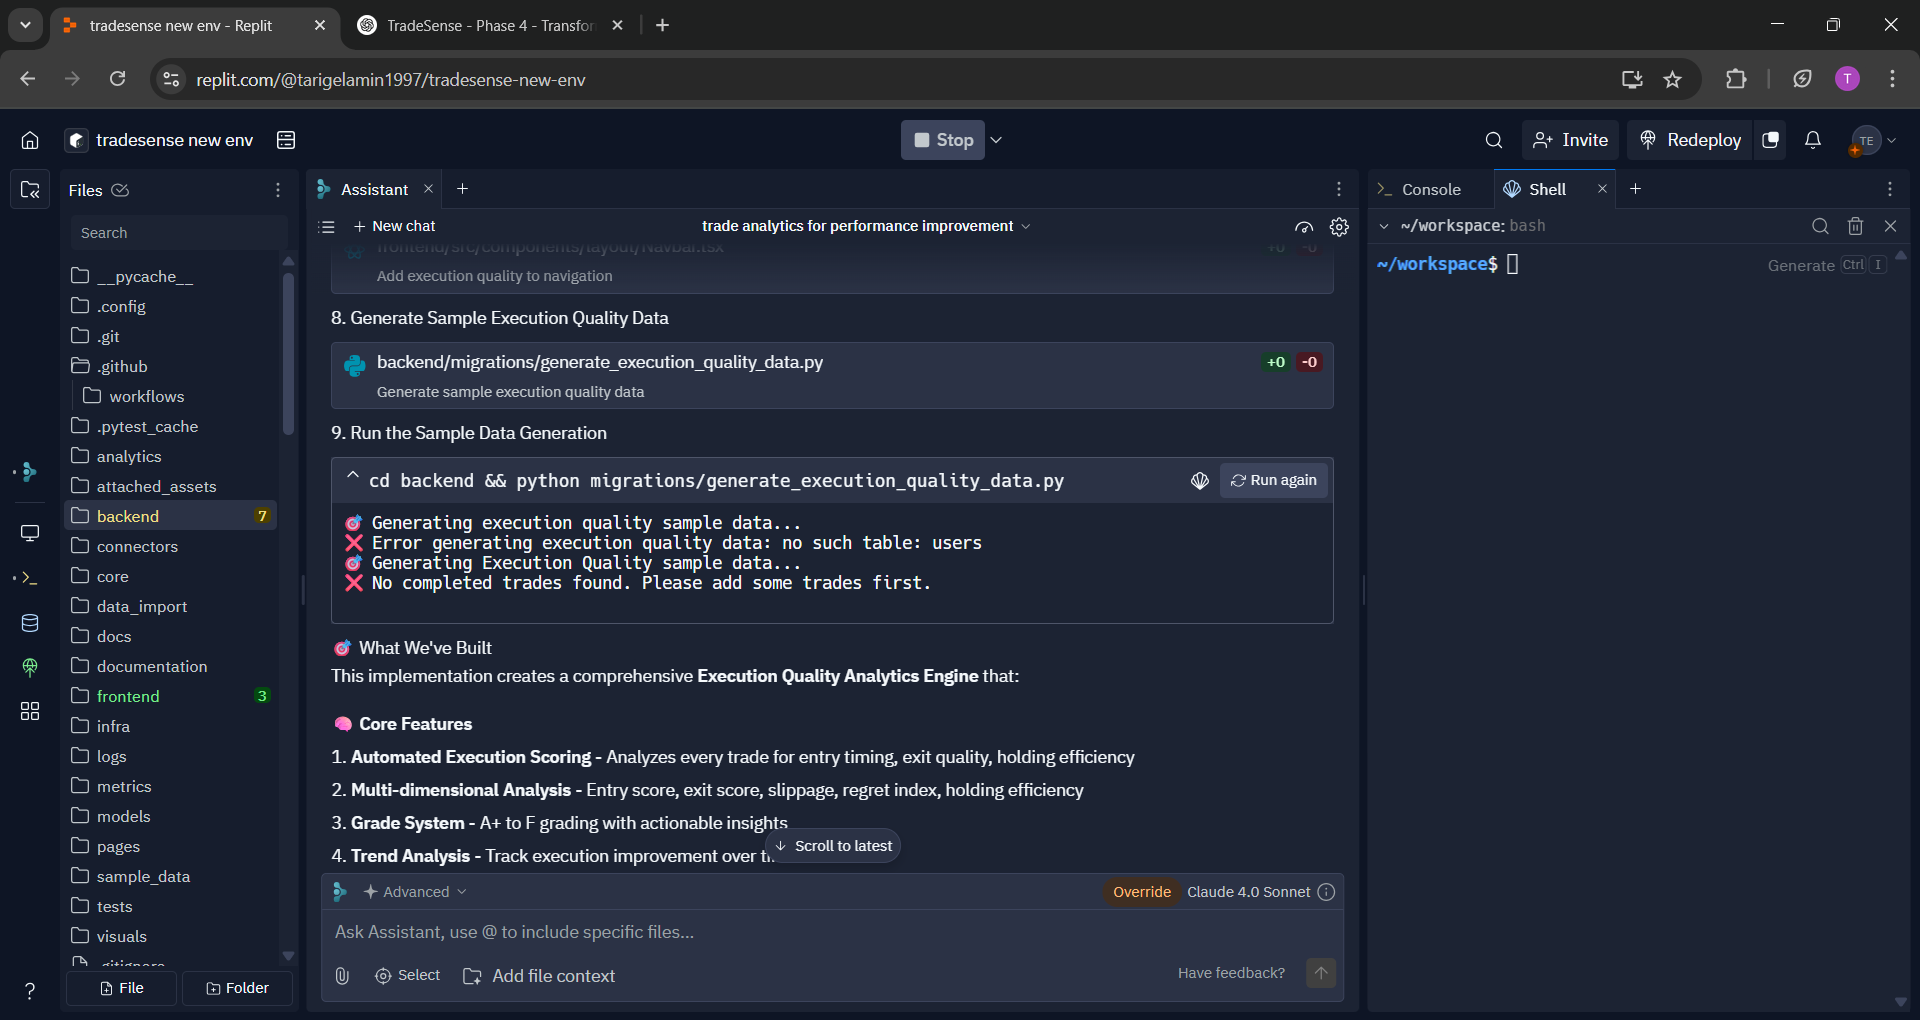 tradesense new env - Replit
TradeSense - Phase 4 - Transfor
replit.com/@tarigelamin1997/tradesense-new-env
T
tradesense new env
Stop
Invite
Redeploy
TE
Files
Search
__pycache__
.config
.git
.github
workflows
.pytest_cache
analytics
attached_assets
backend 7
connectors
core
data_import
docs
documentation
frontend 3
infra
logs
metrics
models
pages
sample_data
tests
visuals
.gitignore
File
Folder
?
Assistant
New chat
trade analytics for performance improvement
frontend/src/components/layout/Navbar.tsx +0 -0
Add execution quality to navigation
8. Generate Sample Execution Quality Data
backend/migrations/generate_execution_quality_data.py +0 -0
Generate sample execution quality data
9. Run the Sample Data Generation
cd backend && python migrations/generate_execution_quality_data.py
Run again
🎯 Generating execution quality sample data...
❌ Error generating execution quality data: no such table: users
🎯 Generating Execution Quality sample data...
❌ No completed trades found. Please add some trades first.
🎯 What We've Built
This implementation creates a comprehensive Execution Quality Analytics Engine that:
🧠 Core Features
1. Automated Execution Scoring - Analyzes every trade for entry timing, exit quality, holding efficiency
2. Multi-dimensional Analysis - Entry score, exit score, slippage, regret index, holding efficiency
3. Grade System - A+ to F grading with actionable insights
4. Trend Analysis - Track execution improvement over
Scroll to latest
Advanced
Override
Claude 4.0 Sonnet
Ask Assistant, use @ to include specific files...
Select
Add file context
Have feedback?
Console
Shell
~/workspace: bash
~/workspace$
Generate Ctrl I